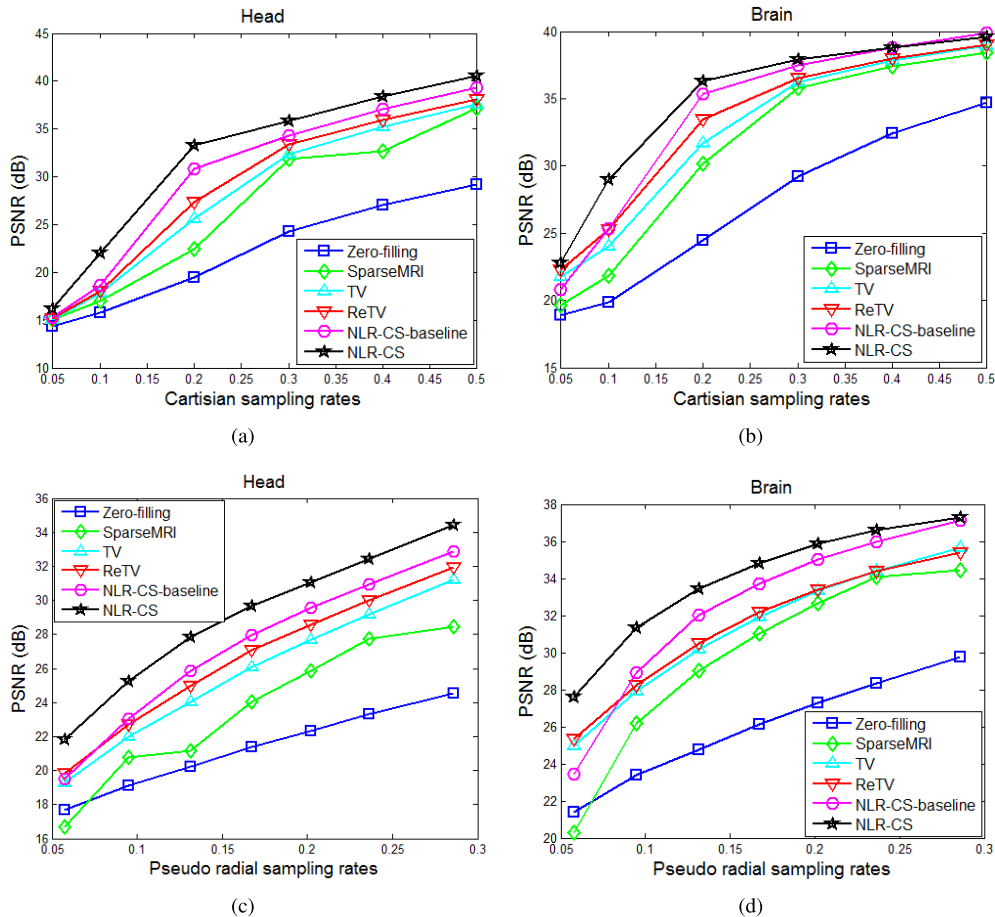 Head
PSNR (dB)
45
40
35
30
25
20
15
10
0.05 0.1 0.15 0.2 0.25 0.3 0.35 0.4 0.45 0.5
Cartisian sampling rates
Zero-filling
SparseMRI
TV
ReTV
NLR-CS-baseline
NLR-CS
(a)
Brain
PSNR (dB)
40
35
30
25
20
15
0.05 0.1 0.15 0.2 0.25 0.3 0.35 0.4 0.45 0.5
Cartisian sampling rates
Zero-filling
SparseMRI
TV
ReTV
NLR-CS-baseline
NLR-CS
(b)
Head
PSNR (dB)
36
34
32
30
28
26
24
22
20
18
16
0.05 0.1 0.15 0.2 0.25 0.3
Pseudo radial sampling rates
Zero-filling
SparseMRI
TV
ReTV
NLR-CS-baseline
NLR-CS
(c)
Brain
PSNR (dB)
38
36
34
32
30
28
26
24
22
20
0.05 0.1 0.15 0.2 0.25 0.3
Pseudo radial sampling rates
Zero-filling
SparseMRI
TV
ReTV
NLR-CS-baseline
NLR-CS
(d)